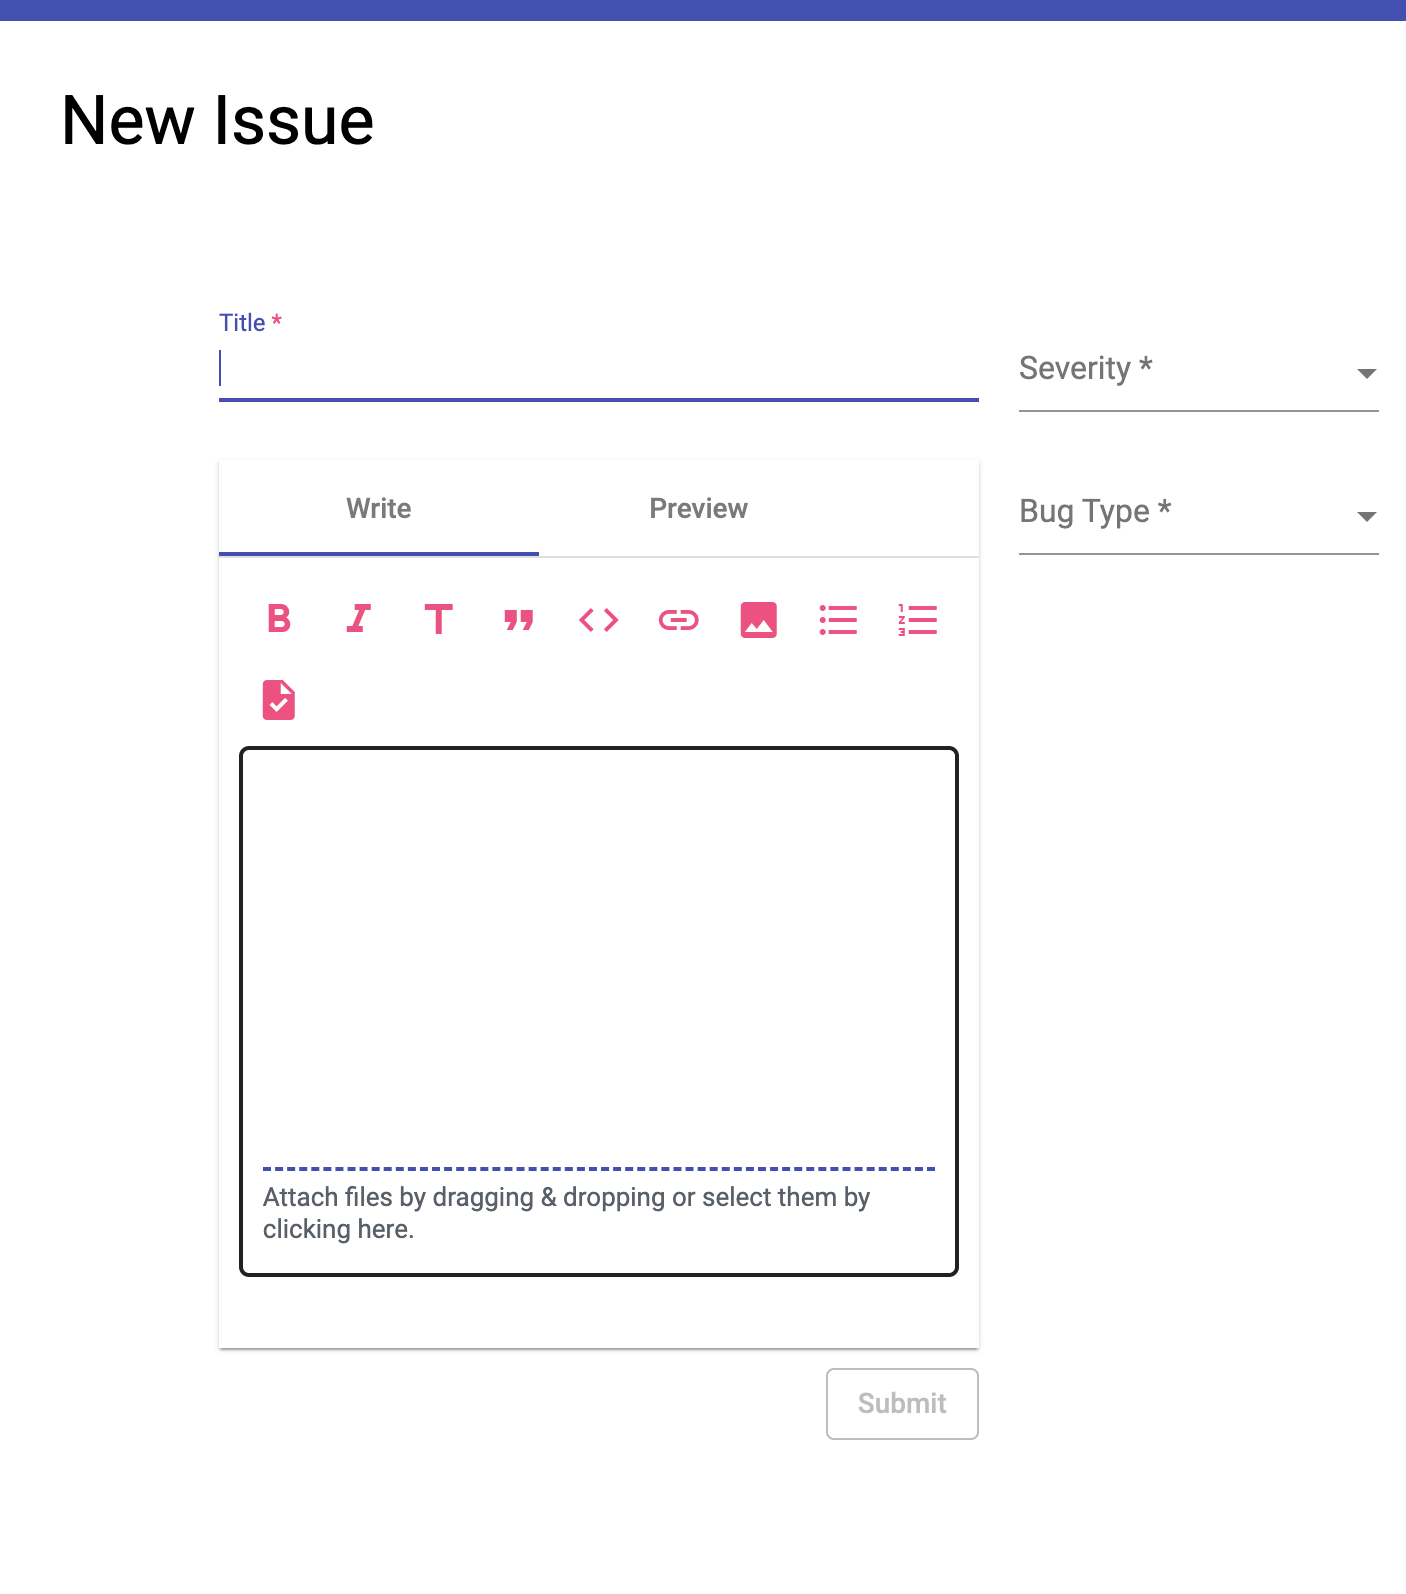 New Issue
Title *
Severity *
Write
Preview
Bug Type *
Attach files by dragging & dropping or select them by
clicking here.
Submit